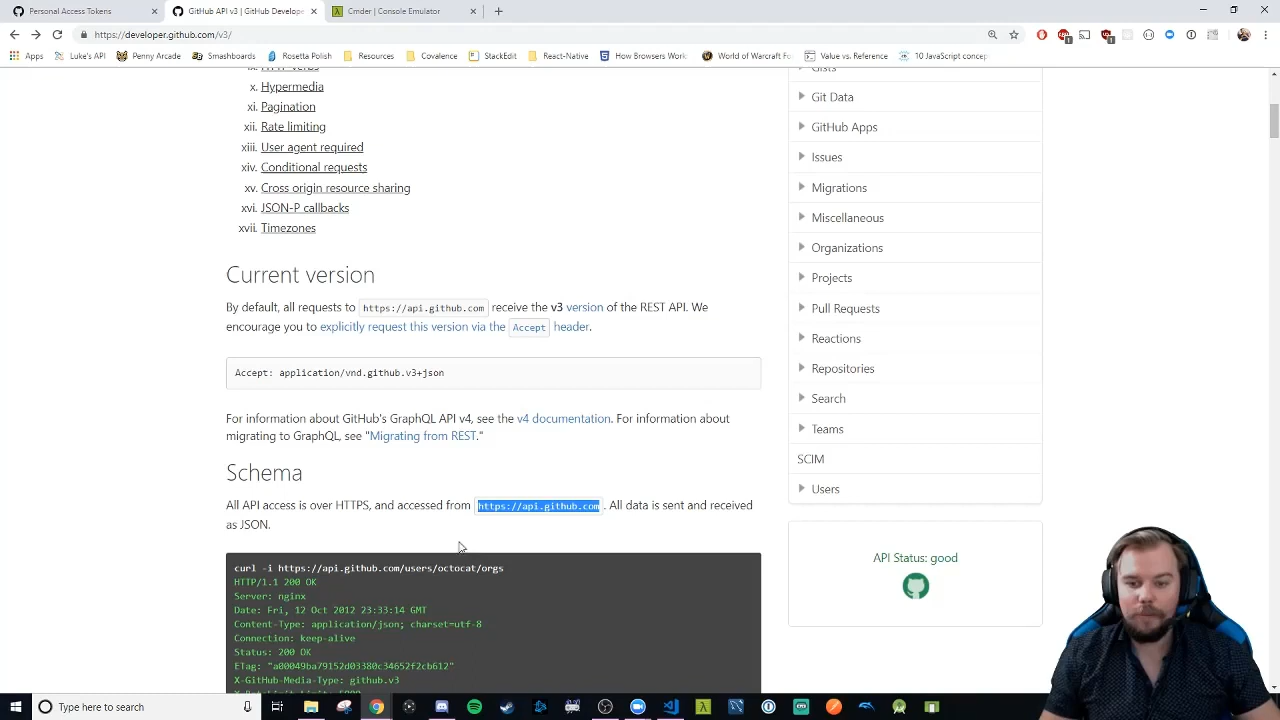 Personal Access Tokens
GitHub API v3 | GitHub Develope
Cmder | Console Emulator
https://developer.github.com/v3/
Apps
Luke's API
Penny Arcade
Smashboards
Rosetta Polish
Resources
Covalence
StackEdit
React-Native
How Browsers Work
World of Warcraft Fo
Value vs. Reference
10 JavaScript concep
ix. HTTP verbs
x. Hypermedia
xi. Pagination
xii. Rate limiting
xiii. User agent required
xiv. Conditional requests
xv. Cross origin resource sharing
xvi. JSON-P callbacks
xvii. Timezones
Current version
By default, all requests to https://api.github.com receive the v3 version of the REST API. We
encourage you to explicitly request this version via the Accept header.
Accept: application/vnd.github.v3+json
For information about GitHub's GraphQL API v4, see the v4 documentation. For information about
migrating to GraphQL, see "Migrating from REST."
Schema
All API access is over HTTPS, and accessed from https://api.github.com. All data is sent and received
as JSON.
curl -i https://api.github.com/users/octocat/orgs
HTTP/1.1 200 OK
Server: nginx
Date: Fri, 12 Oct 2012 23:33:14 GMT
Content-Type: application/json; charset=utf-8
Connection: keep-alive
Status: 200 OK
ETag: "a00049ba79152d03380c34652f2cb612"
X-GitHub-Media-Type: github.v3
X-RateLimit-Limit: 5000
Gists
Git Data
GitHub Apps
Issues
Migrations
Miscellaneous
Organizations
Projects
Pull Requests
Reactions
Repositories
Search
Teams
SCIM
Users
API Status: good
Type here to search